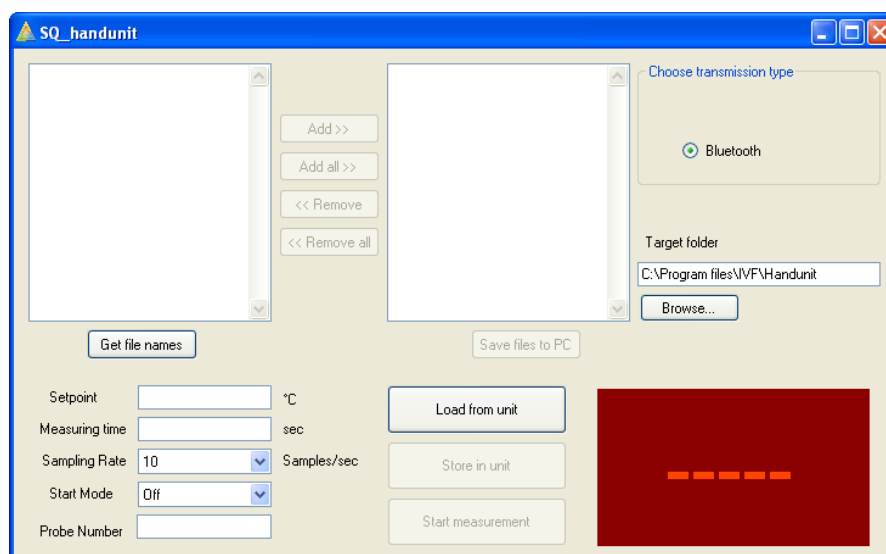 SQ_handunit
Choose transmission type
Add >>
Add all >>
Bluetooth
<< Remove
<< Remove all
Target folder
C:\Program files\IVF\Handunit
Browse...
Get file names
Save files to PC
Setpoint °C
Load from unit
Measuring time sec
Sampling Rate 10 Samples/sec
Store in unit
Start Mode Off
Start measurement
Probe Number
-----